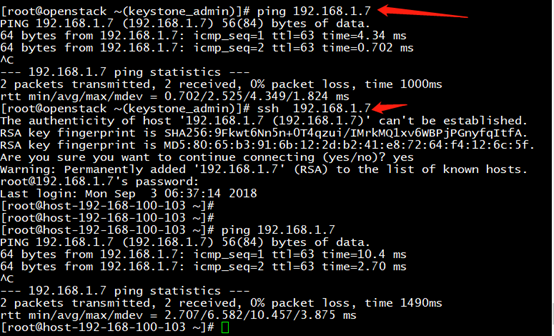 [root@openstack ~(keystone_admin)]# ping 192.168.1.7
PING 192.168.1.7 (192.168.1.7) 56(84) bytes of data.
64 bytes from 192.168.1.7: icmp_seq=1 ttl=63 time=4.34 ms
64 bytes from 192.168.1.7: icmp_seq=2 ttl=63 time=0.702 ms
^C
--- 192.168.1.7 ping statistics ---
2 packets transmitted, 2 received, 0% packet loss, time 1000ms
rtt min/avg/max/mdev = 0.702/2.525/4.349/1.824 ms
[root@openstack ~(keystone_admin)]# ssh  192.168.1.7
The authenticity of host '192.168.1.7 (192.168.1.7)' can't be established.
RSA key fingerprint is SHA256:9Fkwt6Nn5n+0T4qzui/IMrkMQ1xv6WBPjPGnyfqItfA.
RSA key fingerprint is MD5:80:65:b3:91:6b:12:2d:b2:41:e8:72:64:f4:12:6c:5f.
Are you sure you want to continue connecting (yes/no)? yes
Warning: Permanently added '192.168.1.7' (RSA) to the list of known hosts.
root@192.168.1.7's password:
Last login: Mon Sep  3 06:37:14 2018
[root@host-192-168-100-103 ~]#
[root@host-192-168-100-103 ~]#
[root@host-192-168-100-103 ~]# ping 192.168.1.7
PING 192.168.1.7 (192.168.1.7) 56(84) bytes of data.
64 bytes from 192.168.1.7: icmp_seq=1 ttl=63 time=10.4 ms
64 bytes from 192.168.1.7: icmp_seq=2 ttl=63 time=2.70 ms
^C
--- 192.168.1.7 ping statistics ---
2 packets transmitted, 2 received, 0% packet loss, time 1490ms
rtt min/avg/max/mdev = 2.707/6.582/10.457/3.875 ms
[root@host-192-168-100-103 ~]#